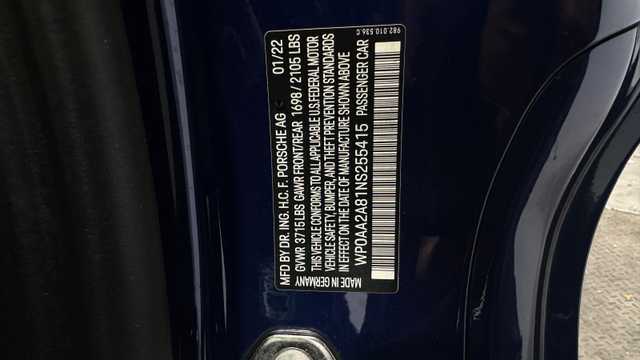 MFD BY DR. ING. H.C. F. PORSCHE AG 01/22
GVWR 3715 LBS GAWR FRONT/REAR 1698 / 2105 LBS
THIS VEHICLE CONFORMS TO ALL APPLICABLE U.S.FEDERAL MOTOR
VEHICLE SAFETY, BUMPER, AND THEFT PREVENTION STANDARDS
IN EFFECT ON THE DATE OF MANUFACTURE SHOWN ABOVE
WP0AA2A81NS255415 PASSENGER CAR
MADE IN GERMANY
982.010.536.C